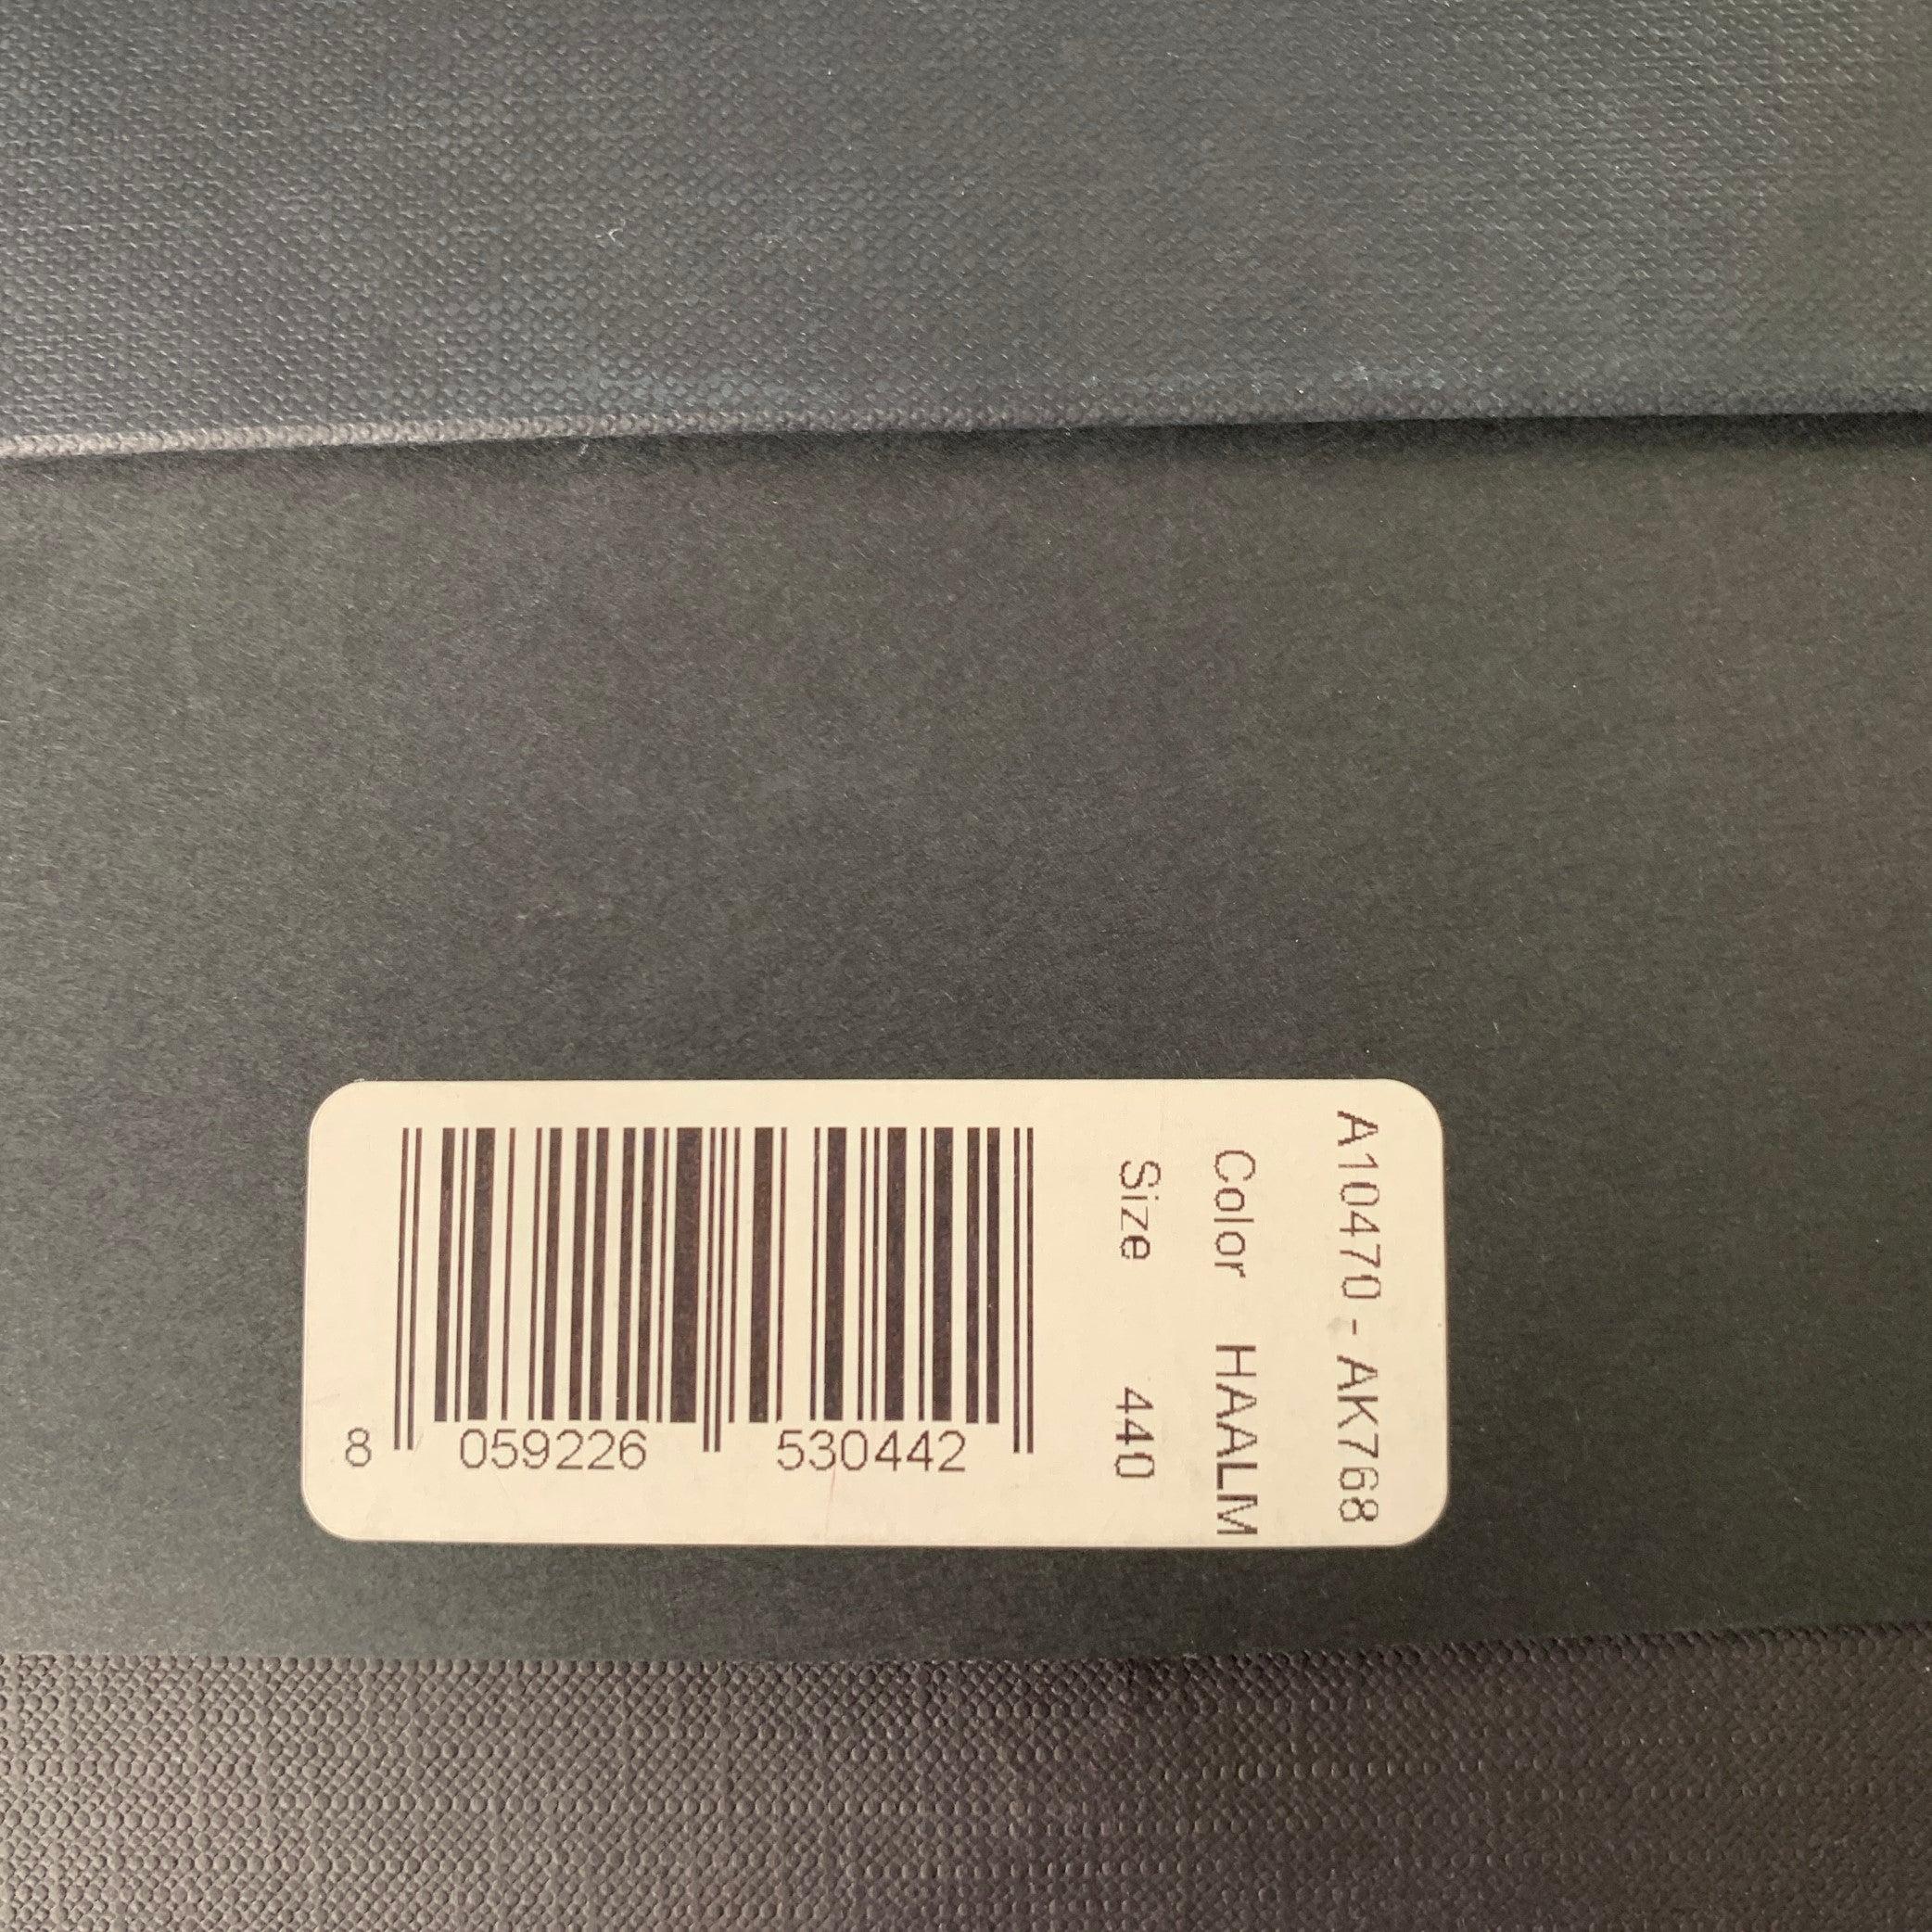 A10470 - AK768
Color HAALM
Size 440
8 059226 530442